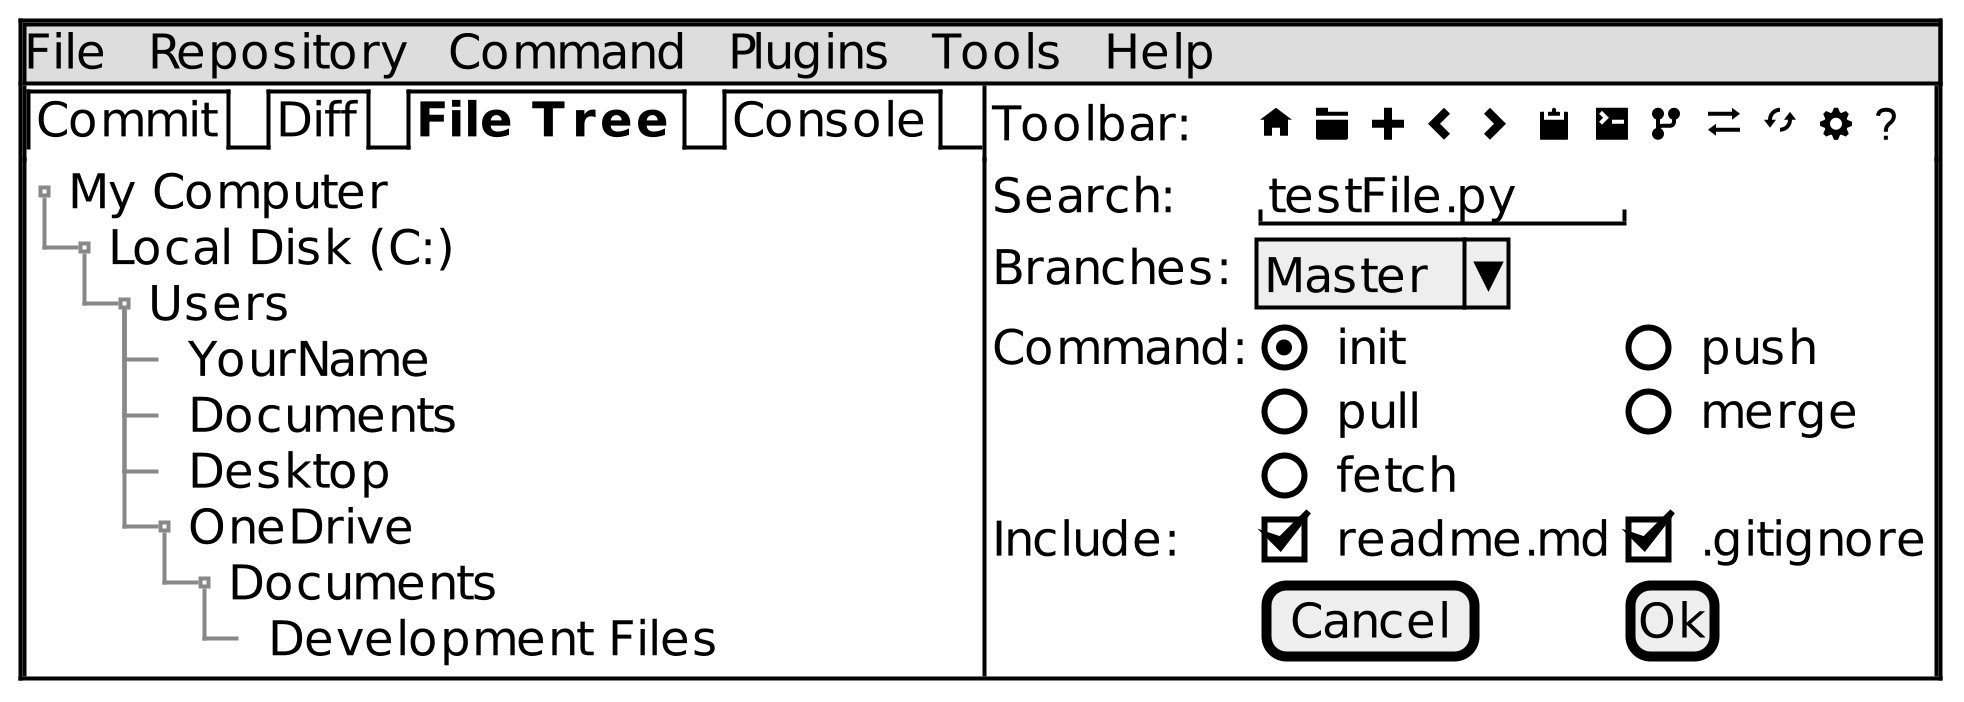 File Repository Command Plugins Tools Help
Commit Diff File Tree Console
My Computer
Local Disk (C:)
Users
YourName
Documents
Desktop
OneDrive
Documents
Development Files
Toolbar: ?
Search: testFile.py
Branches: Master ▼
Command: init push
pull merge
fetch
Include: readme.md .gitignore
Cancel Ok